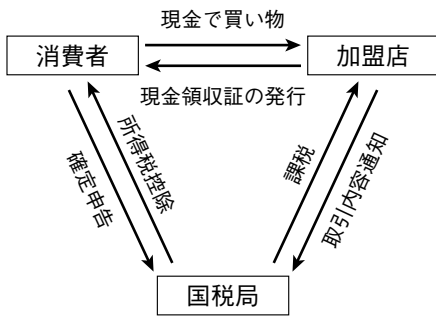 現金で買い物
消費者
加盟店
現金領収証の発行
確定申告
所得税控除
課税
取引内容通知
国税局